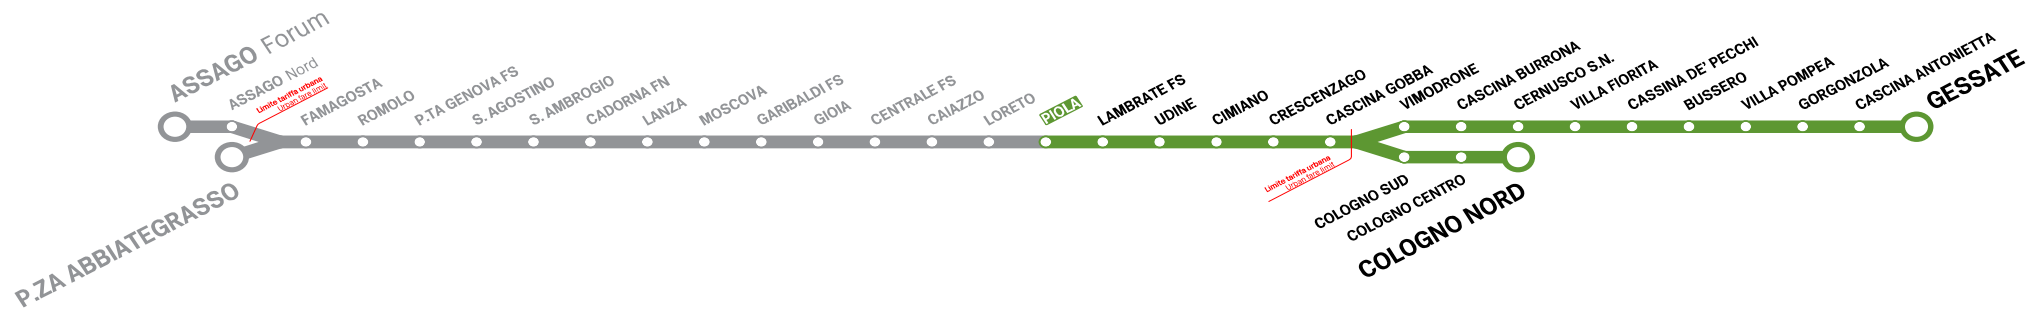 ASSAGO Forum
ASSAGO Nord
Limite tariffa urbana
Urban fare limit
P.ZA ABBIATEGRASSO
FAMAGOSTA
ROMOLO
P.TA GENOVA FS
S. AGOSTINO
S. AMBROGIO
CADORNA FN
LANZA
MOSCOVA
GARIBALDI FS
GIOIA
CENTRALE FS
CAIAZZO
LORETO
PIOLA
LAMBRATE FS
UDINE
CIMIANO
CRESCENZAGO
CASCINA GOBBA
Limite tariffa urbana
Urban fare limit
VIMODRONE
CASCINA BURRONA
CERNUSCO S.N.
VILLA FIORITA
CASSINA DE' PECCHI
BUSSERO
VILLA POMPEA
GORGONZOLA
CASCINA ANTONIETTA
GESSATE
COLOGNO SUD
COLOGNO CENTRO
COLOGNO NORD